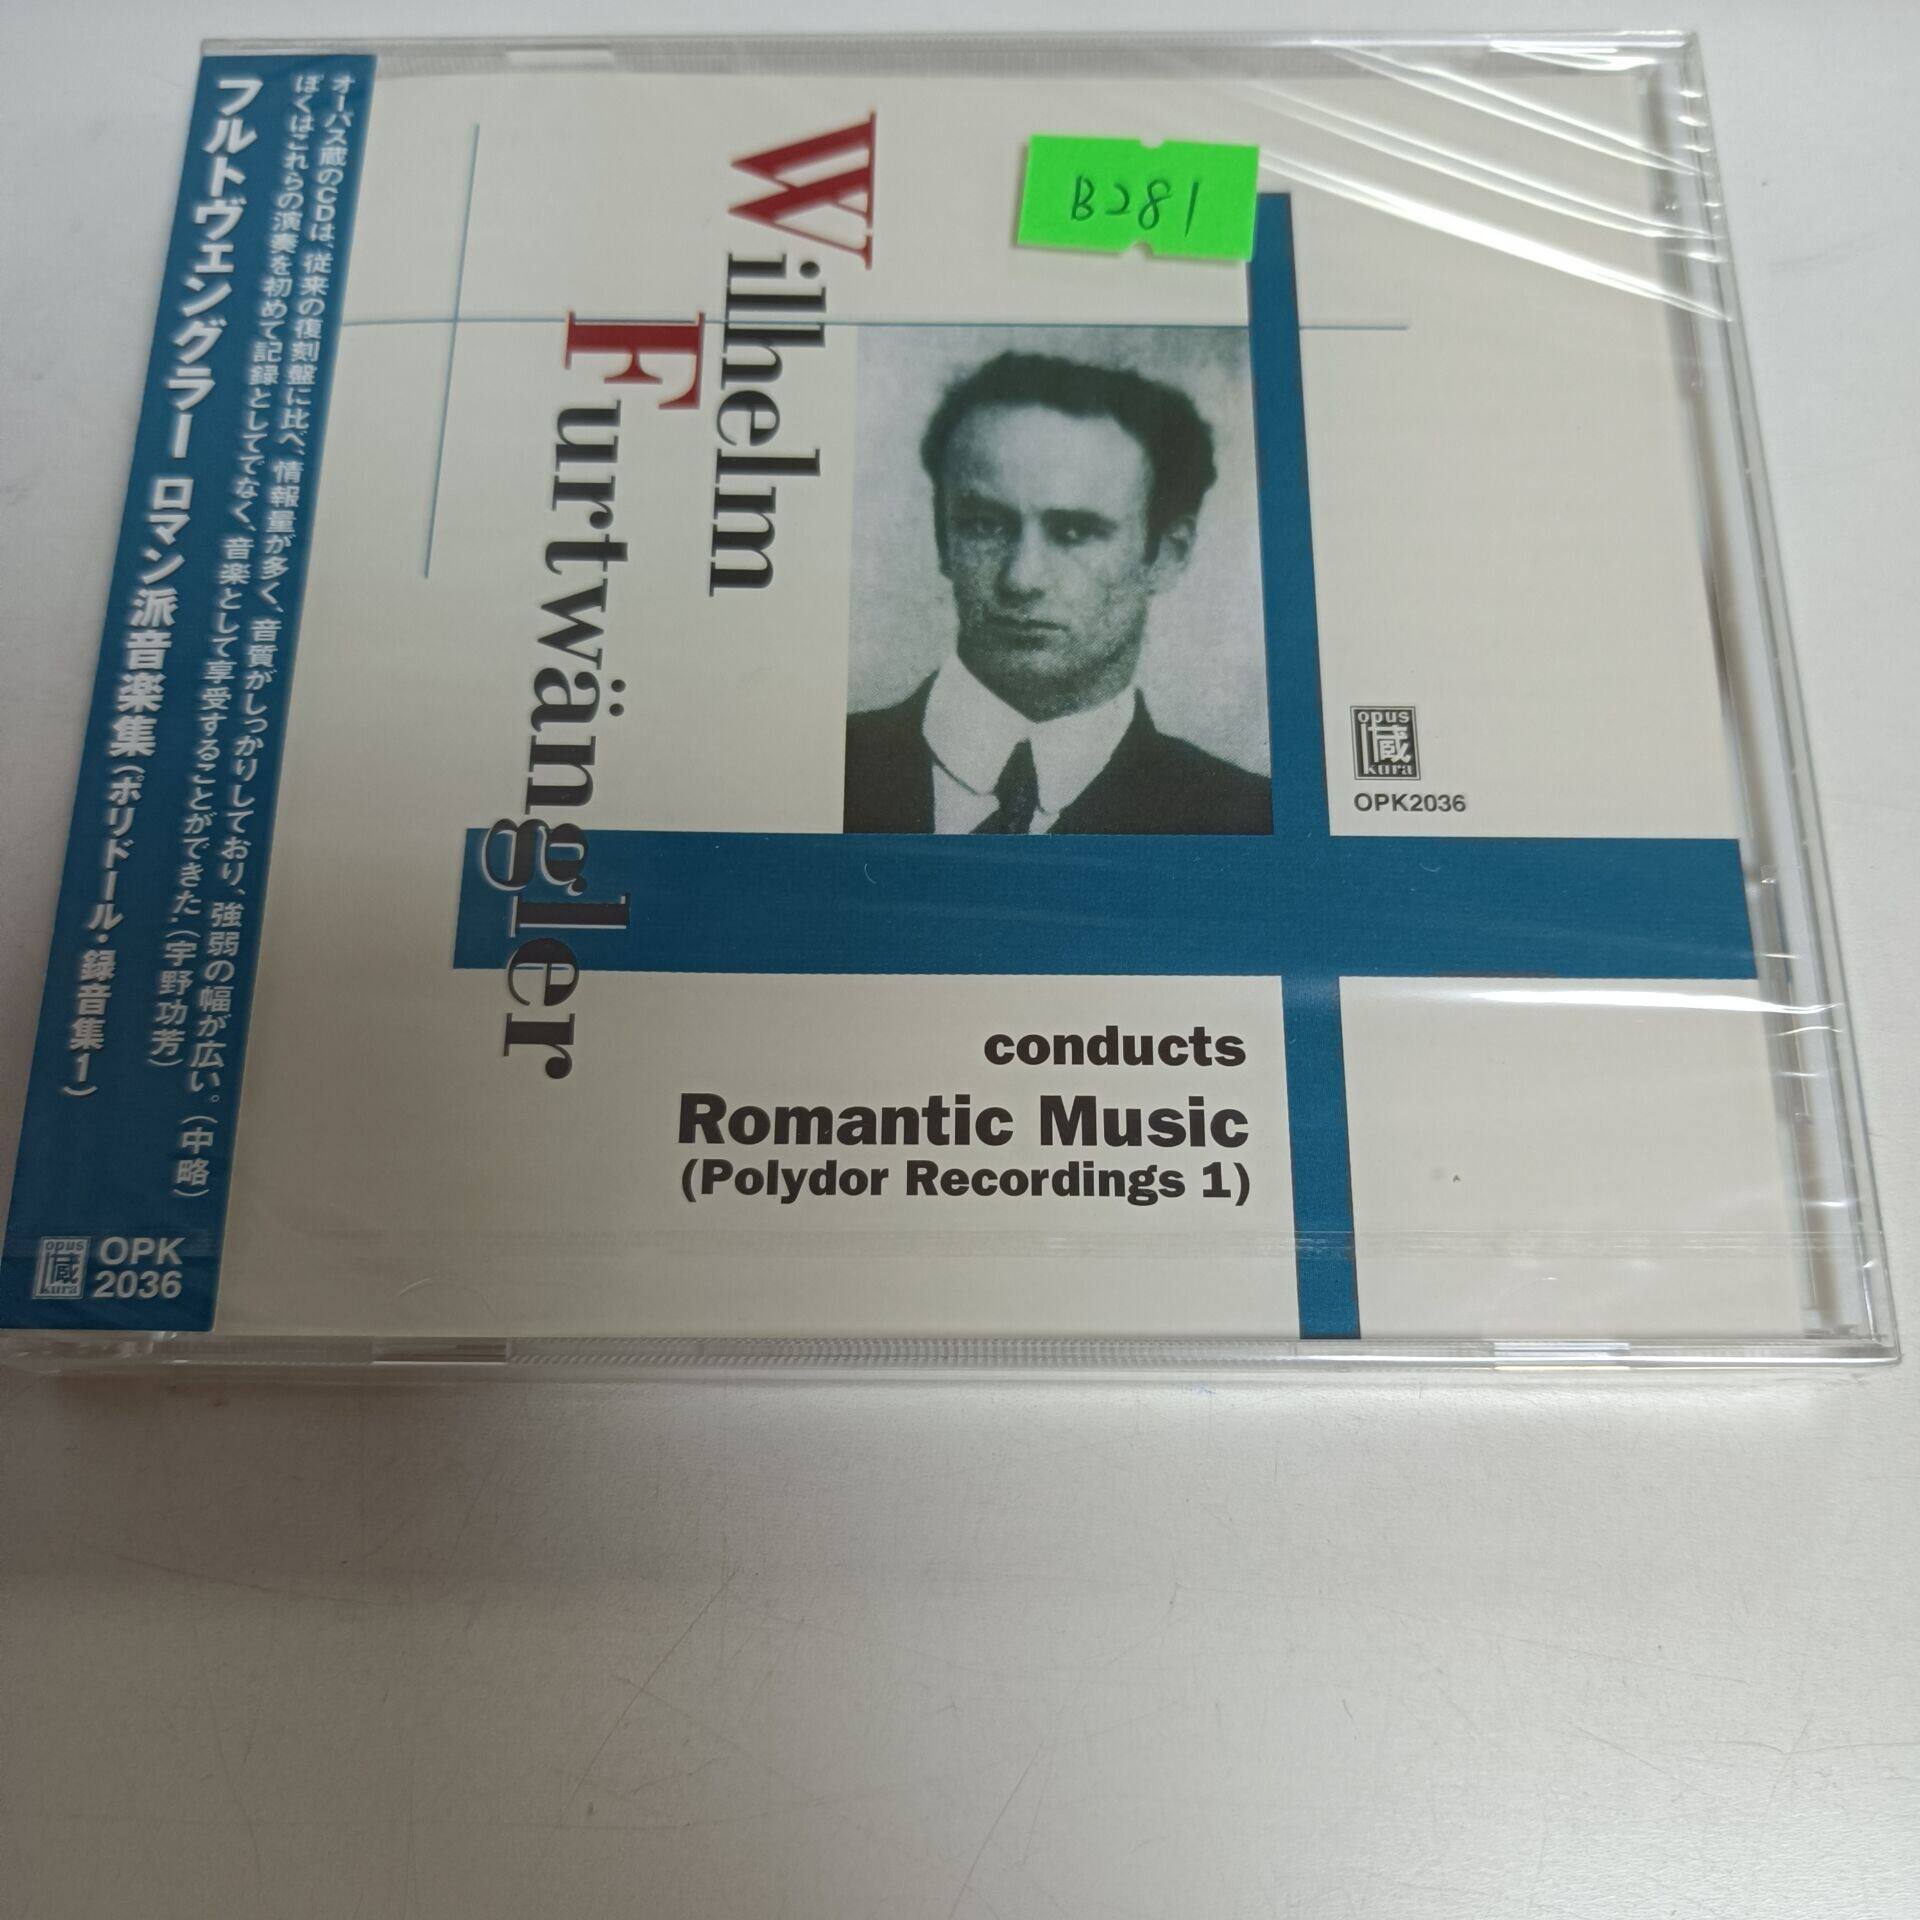 フルトヴェングラー ロマン派音楽集(ポリドール・録音集1)
オーパス蔵のCDは、従来の復刻盤に比べ、情報量が多く、音質がしっかりしており、強弱の幅が広い。(中略)
ぼくはこれらの演奏を初めて記録としてでなく、音楽として享受することができた.(宇野功芳)
opus
蔵
kura
OPK
2036
Wilhelm
Furtwängler
B281
opus
蔵
kura
OPK2036
conducts
Romantic Music
(Polydor Recordings 1)